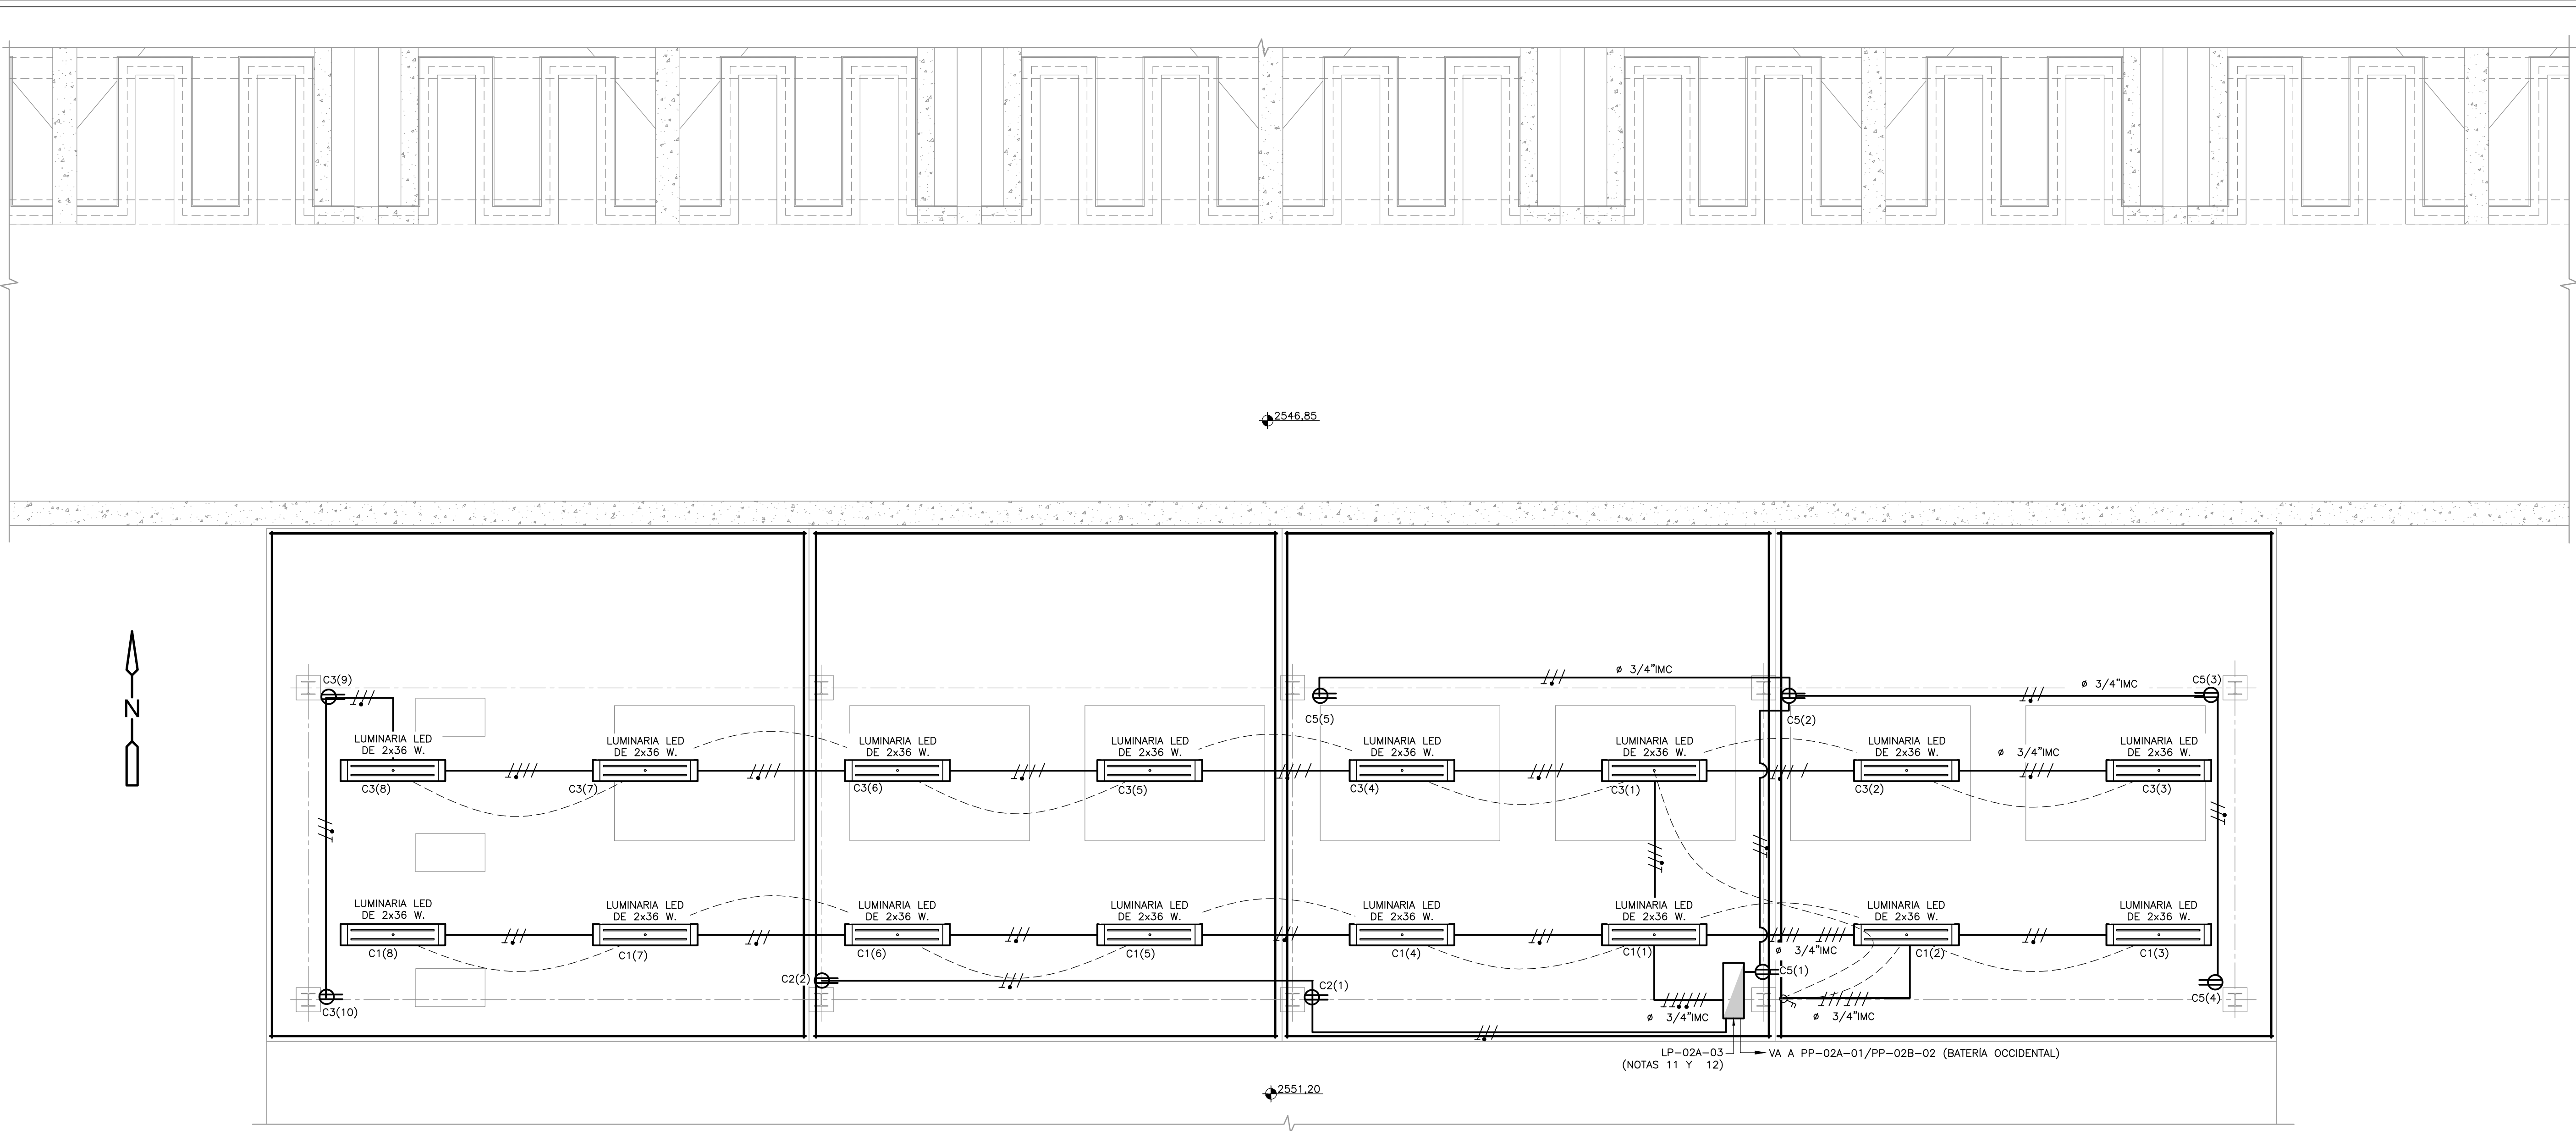 2546,85
N
ø 3/4"IMC
ø 3/4"IMC
C3(9)
C5(5)
C5(2)
C5(3)
LUMINARIA LED
DE 2x36 W.
LUMINARIA LED
DE 2x36 W.
LUMINARIA LED
DE 2x36 W.
LUMINARIA LED
DE 2x36 W.
LUMINARIA LED
DE 2x36 W.
LUMINARIA LED
DE 2x36 W.
LUMINARIA LED
DE 2x36 W.
ø 3/4"IMC
LUMINARIA LED
DE 2x36 W.
C3(8)
C3(7)
C3(6)
C3(5)
C3(4)
C3(1)
C3(2)
C3(3)
LUMINARIA LED
DE 2x36 W.
LUMINARIA LED
DE 2x36 W.
LUMINARIA LED
DE 2x36 W.
LUMINARIA LED
DE 2x36 W.
LUMINARIA LED
DE 2x36 W.
LUMINARIA LED
DE 2x36 W.
LUMINARIA LED
DE 2x36 W.
LUMINARIA LED
DE 2x36 W.
C1(8)
C1(7)
C1(6)
C1(5)
C1(4)
C1(1)
ø 3/4"IMC
C1(2)
C1(3)
C2(2)
C2(1)
C5(1)
C5(4)
C3(10)
ø 3/4"IMC
ø 3/4"IMC
LP-02A-03
(NOTAS 11 Y 12)
VA A PP-02A-01/PP-02B-02 (BATERÍA OCCIDENTAL)
2551,20